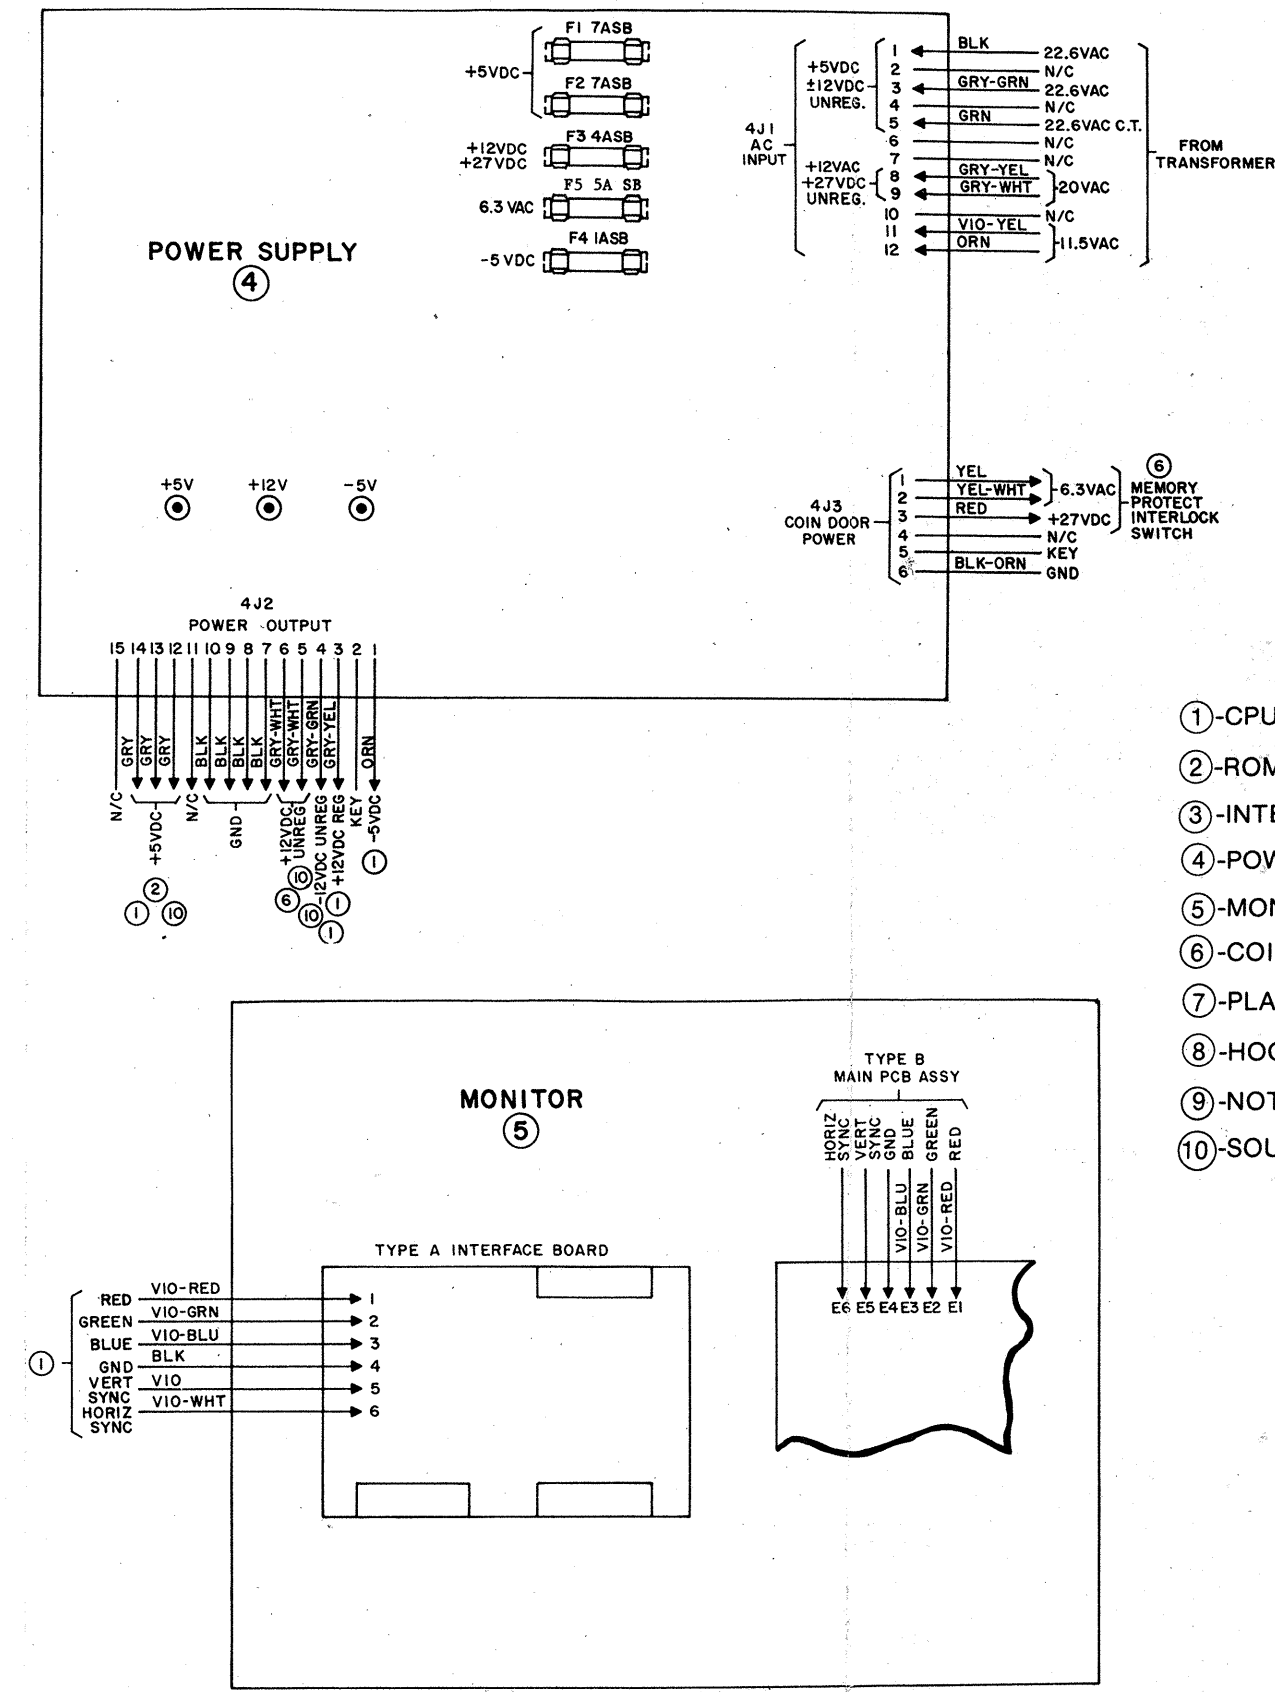 F1 7ASB
+5VDC
F2 7ASB
F3 4ASB
+12VDC
+27VDC
F5 5A SB
6.3 VAC
F4 1ASB
-5 VDC
POWER SUPPLY
4
4J1
AC
INPUT
+5VDC
±12VDC
UNREG.
+12VAC
+27VDC
UNREG.
1 BLK 22.6VAC
2 N/C
3 GRY-GRN 22.6VAC
4 N/C
5 GRN 22.6VAC C.T.
6 N/C
7 N/C
8 GRY-YEL
9 GRY-WHT
20VAC
10 N/C
11 VIO-YEL
12 ORN
11.5VAC
FROM
TRANSFORMER
+5V +12V -5V
4J3
COIN DOOR
POWER
1 YEL
2 YEL-WHT
6.3VAC
3 RED +27VDC
4 N/C
5 KEY
6 BLK-ORN GND
6
MEMORY
PROTECT
INTERLOCK
SWITCH
4J2
POWER OUTPUT
15 14 13 12 11 10 9 8 7 6 5 4 3 2 1
GRY
GRY
GRY
BLK
BLK
BLK
BLK
GRY-WHT
GRY-WHT
GRY-GRN
GRY-YEL
ORN
N/C
+5VDC
N/C
GND
+12VDC
UNREG
-12VDC UNREG
+12VDC REG
KEY
-5VDC
1
2
1 10
10
6
10
1
1
1-CPU
2-ROM
3-INTE
4-POW
5-MON
6-COI
7-PLA
8-HOO
9-NOT
10-SOU
MONITOR
5
TYPE B
MAIN PCB ASSY
HORIZ
SYNC
VERT
SYNC
GND
BLUE
GREEN
RED
VIO-BLU
VIO-GRN
VIO-RED
E6 E5 E4 E3 E2 E1
TYPE A INTERFACE BOARD
1
RED VIO-RED 1
GREEN VIO-GRN 2
BLUE VIO-BLU 3
GND BLK 4
VERT
SYNC VIO 5
HORIZ
SYNC VIO-WHT 6